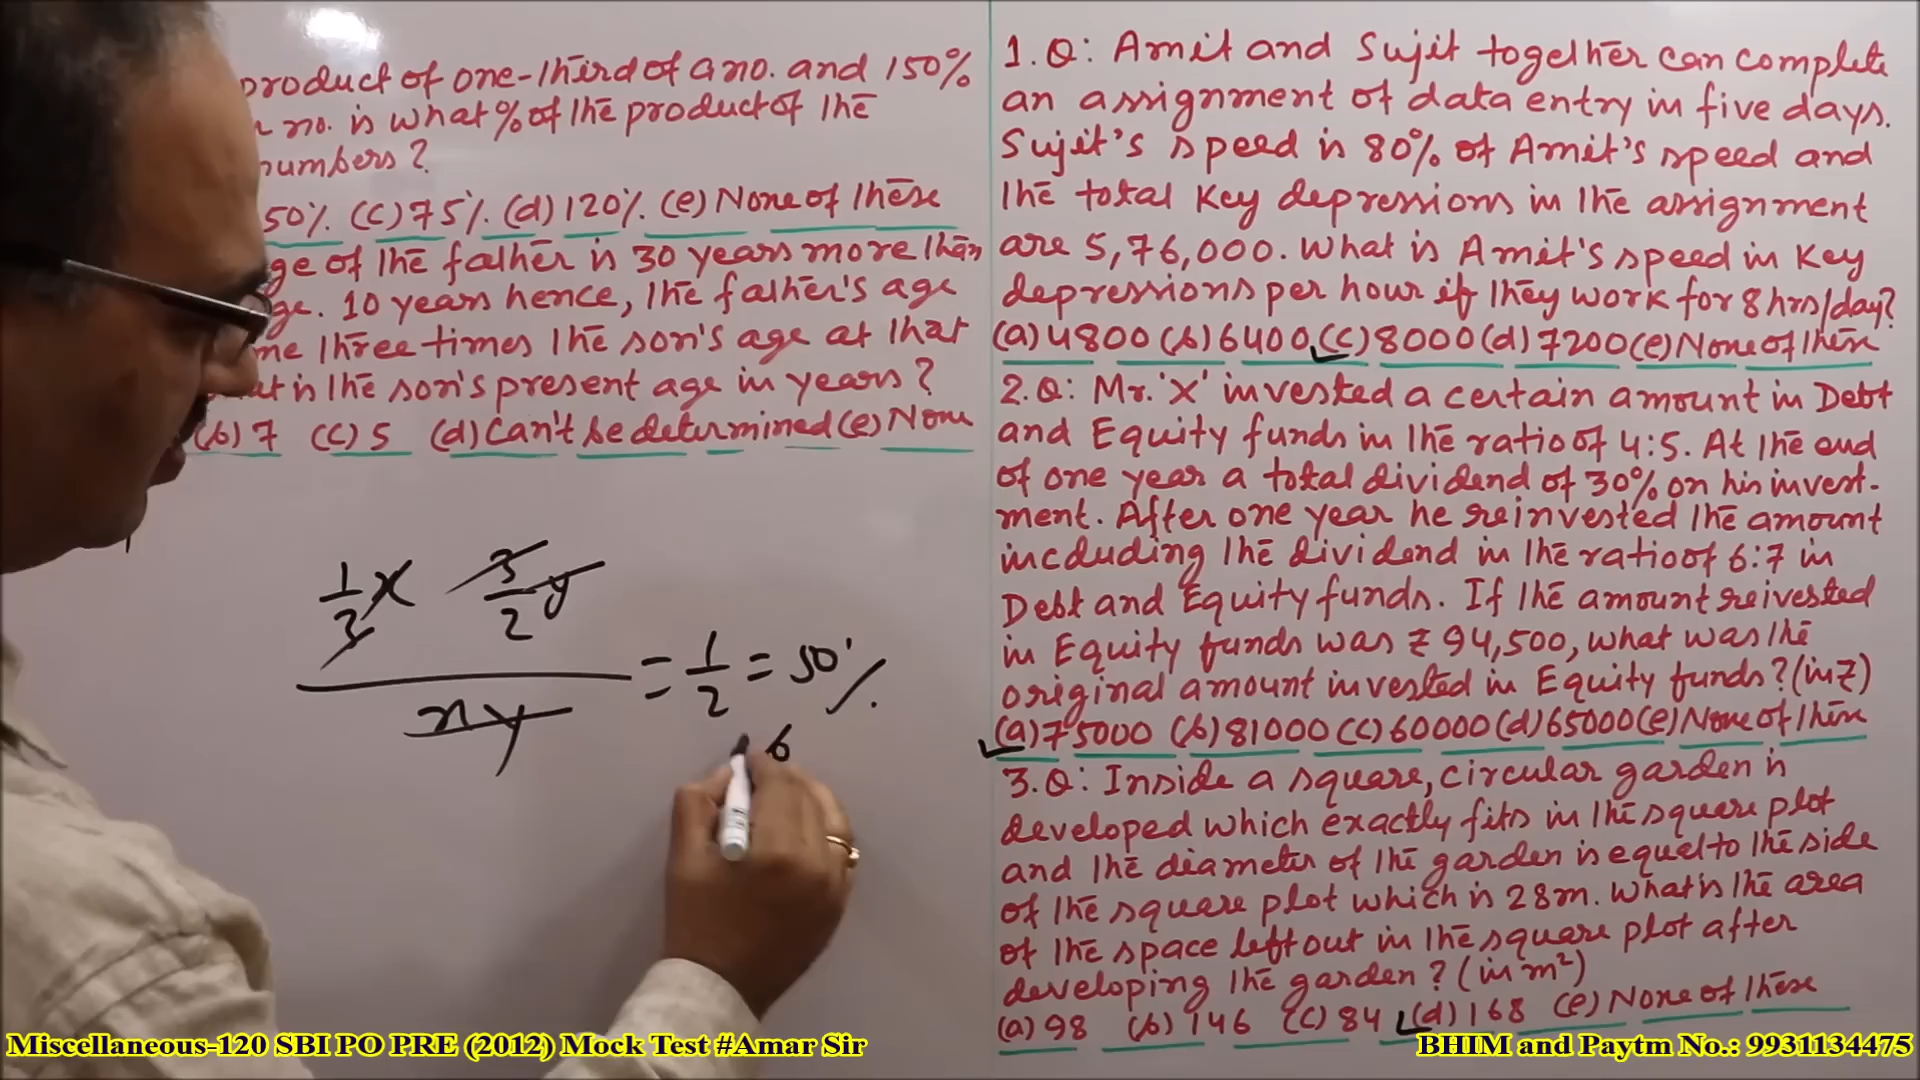 product of one-third of a no. and 150%
no. is what % of the product of the
numbers?
50% (c) 75% (d) 120% (e) None of these
ge of the father is 30 years more than
ge. 10 years hence, the father's age
me three times the son's age at that
is the son's present age in years?
(b) 7 (c) 5 (d) Can't be determined (e) None
1/3 x 3/2 y
xy
= 1/2 = 50%
6
1.Q: Amit and Sujit together can complete
an assignment of data entry in five days.
Sujit's speed is 80% of Amit's speed and
the total Key depressions in the assignment
are 5,76,000. What is Amit's speed in Key
depressions per hour if they work for 8 hrs/day?
(a) 4800 (b) 6400 (c) 8000 (d) 7200 (e) None of these
2.Q: Mr. 'X' invested a certain amount in Debt
and Equity funds in the ratio of 4:5. At the end
of one year a total dividend of 30% on his invest-
ment. After one year he reinvested the amount
including the dividend in the ratio of 6:7 in
Debt and Equity funds. If the amount reivested
in Equity funds was ₹ 94,500, what was the
original amount invested in Equity funds? (in ₹)
(a) 75000 (b) 81000 (c) 60000 (d) 65000 (e) None of these
3.Q: Inside a square, circular garden is
developed which exactly fits in the square plot
and the diameter of the garden is equal to the side
of the square plot which is 28m. What is the area
of the space left out in the square plot after
developing the garden? (in m²)
(a) 98 (b) 146 (c) 84 (d) 168 (e) None of these
Miscellaneous-120 SBI PO PRE (2012) Mock Test #Amar Sir
BHIM and Paytm No.: 9931134475